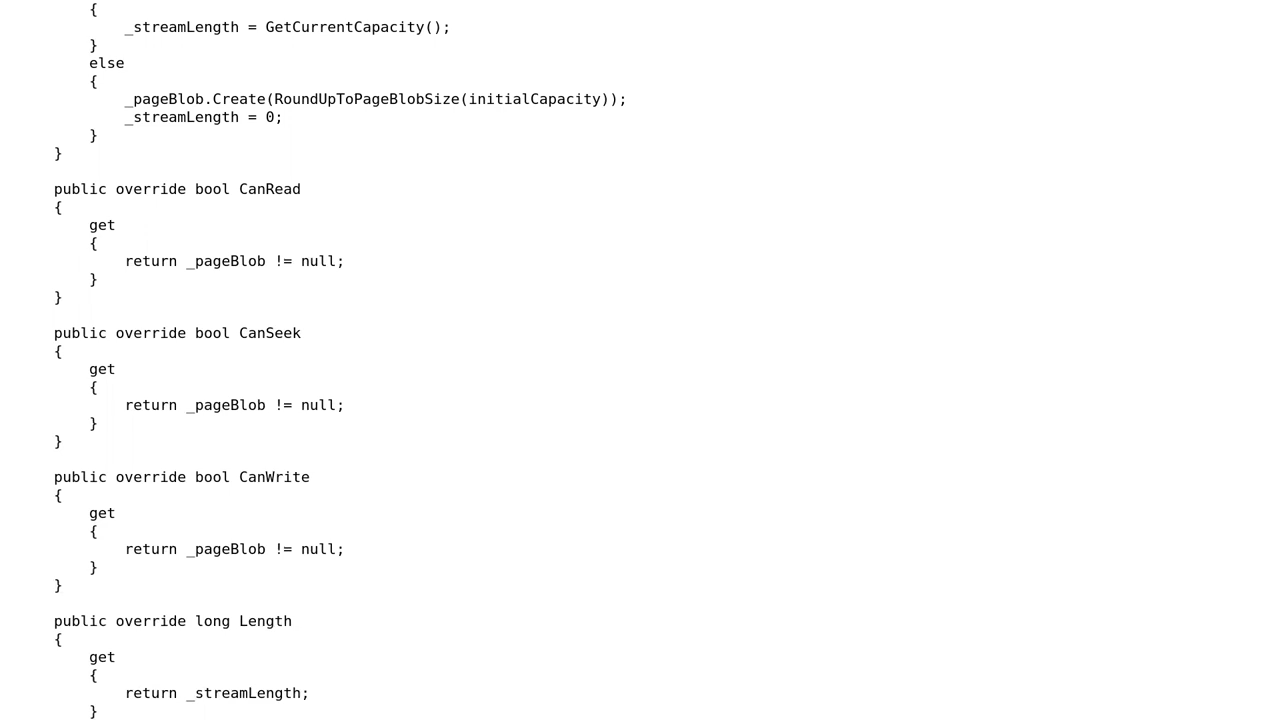 {
_streamLength = GetCurrentCapacity();
}
else
{
_pageBlob.Create(RoundUpToPageBlobSize(initialCapacity));
_streamLength = 0;
}
}
public override bool CanRead
{
get
{
return _pageBlob != null;
}
}
public override bool CanSeek
{
get
{
return _pageBlob != null;
}
}
public override bool CanWrite
{
get
{
return _pageBlob != null;
}
}
public override long Length
{
get
{
return _streamLength;
}